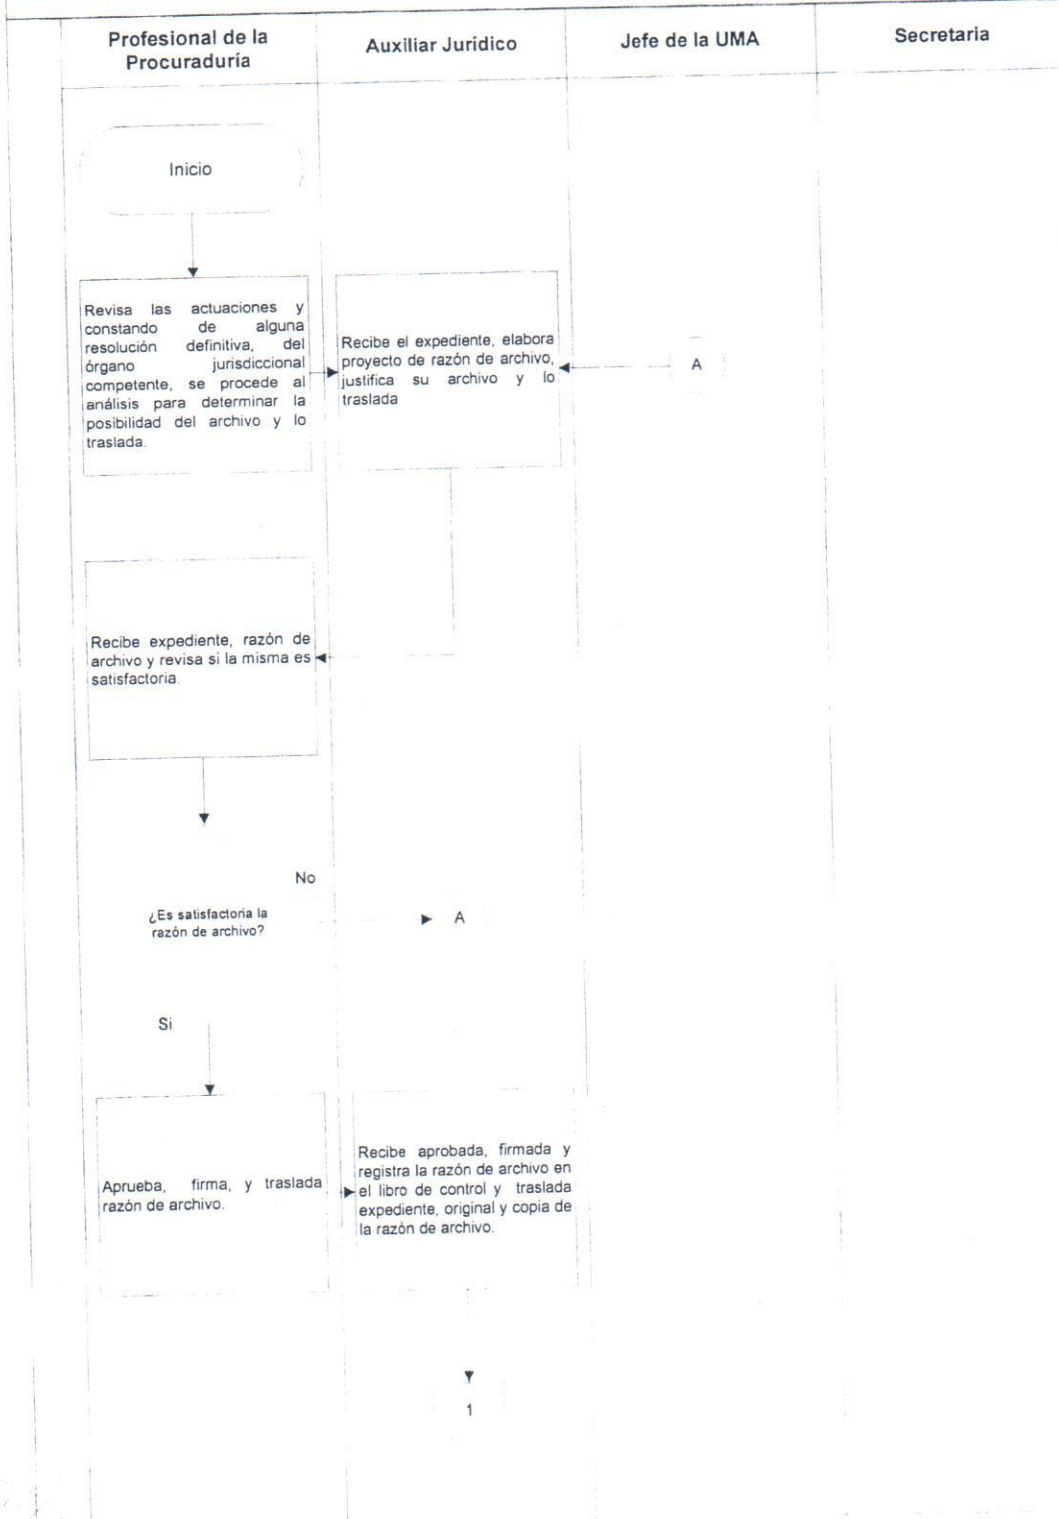 Profesional de la
Procuraduría
Auxiliar Jurídico
Jefe de la UMA
Secretaria
Inicio
Revisa las actuaciones y
constando de alguna
resolución definitiva, del
órgano jurisdiccional
competente, se procede al
análisis para determinar la
posibilidad del archivo y lo
traslada.
Recibe el expediente, elabora
proyecto de razón de archivo,
justifica su archivo y lo
traslada
A
Recibe expediente, razón de
archivo y revisa si la misma es
satisfactoria.
No
¿Es satisfactoria la
razón de archivo?
A
Si
Aprueba, firma, y traslada
razón de archivo.
Recibe aprobada, firmada y
registra la razón de archivo en
el libro de control y traslada
expediente, original y copia de
la razón de archivo.
1